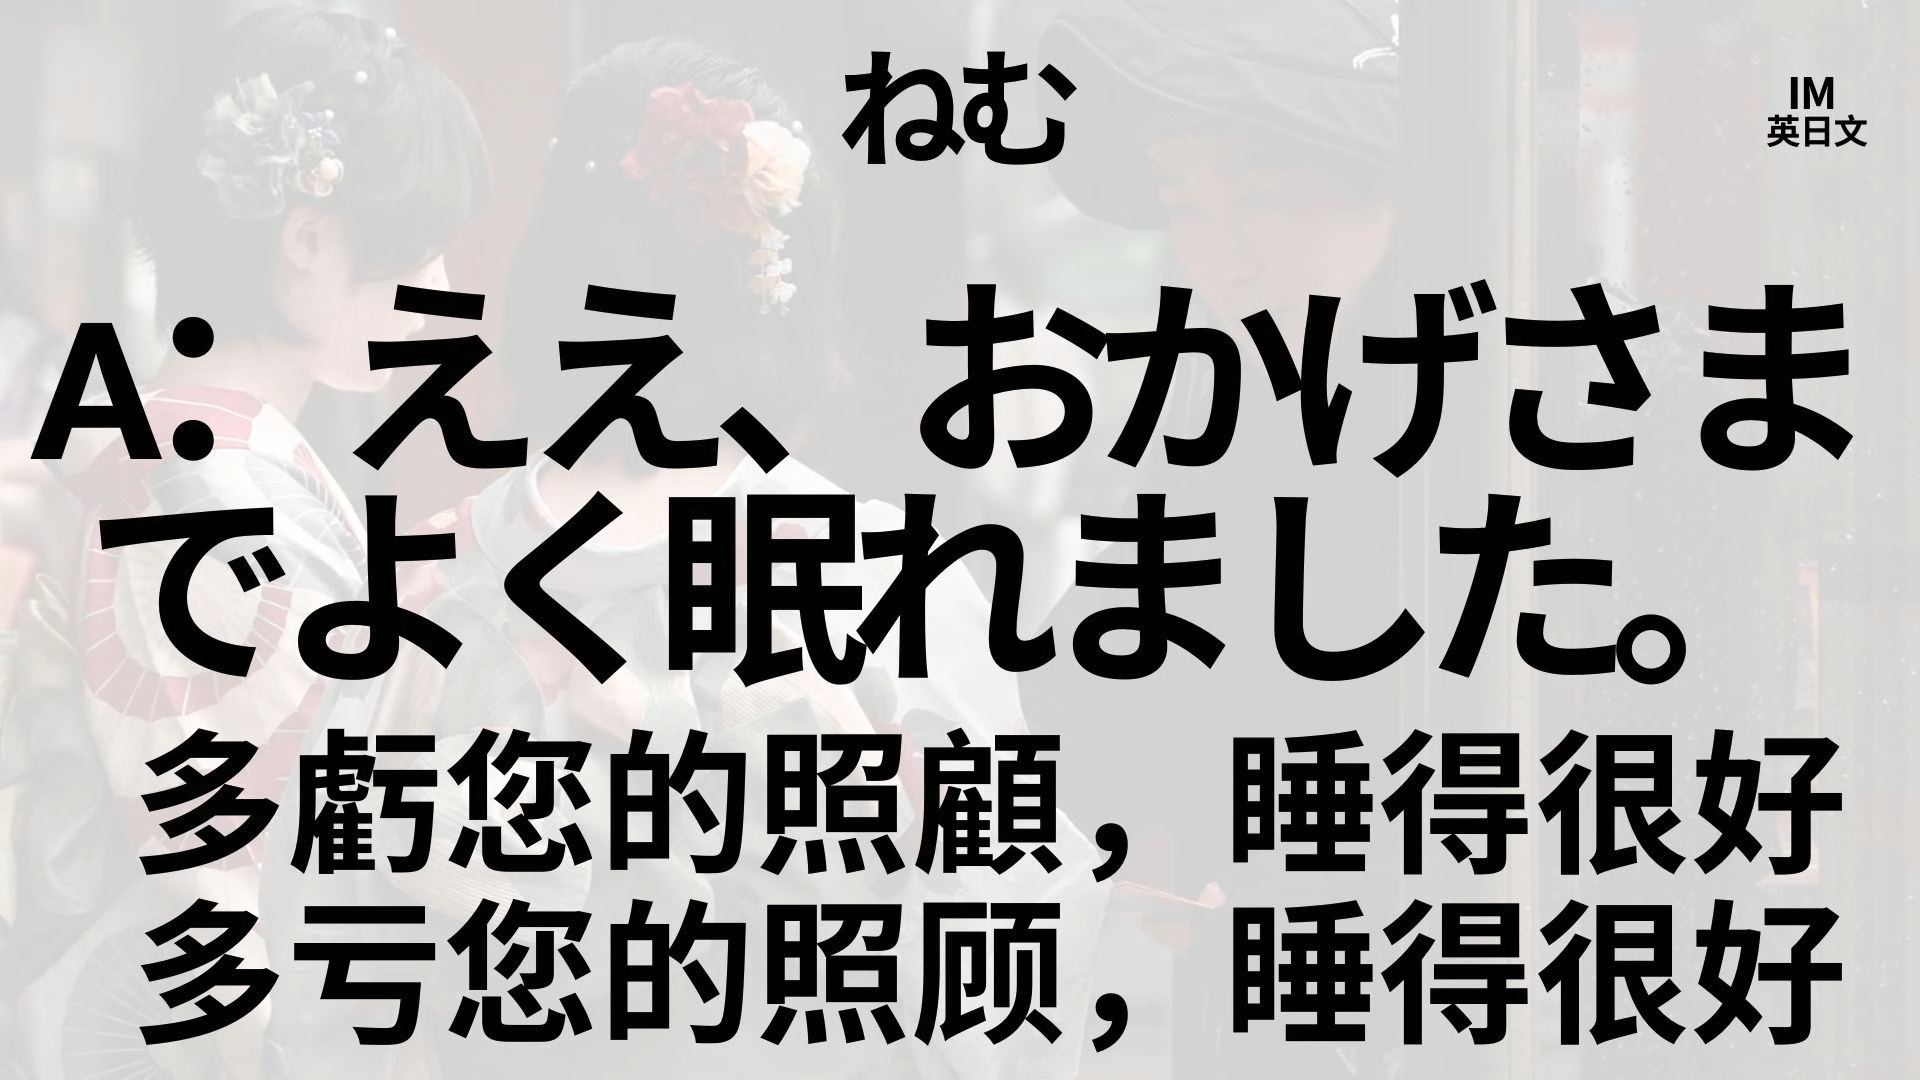 ねむ
IM
英日文
A：ええ、おかげさま
でよく眠れました。
多虧您的照顧，睡得很好
多亏您的照顾，睡得很好